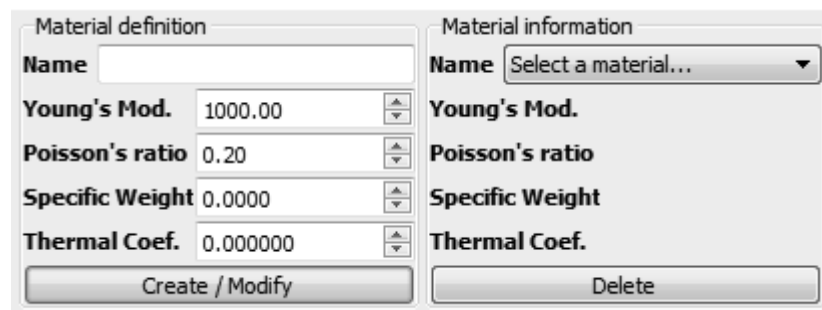 Material definition
Name
Young's Mod. 1000.00
Poisson's ratio 0.20
Specific Weight 0.0000
Thermal Coef. 0.000000
Create / Modify
Material information
Name Select a material...
Young's Mod.
Poisson's ratio
Specific Weight
Thermal Coef.
Delete